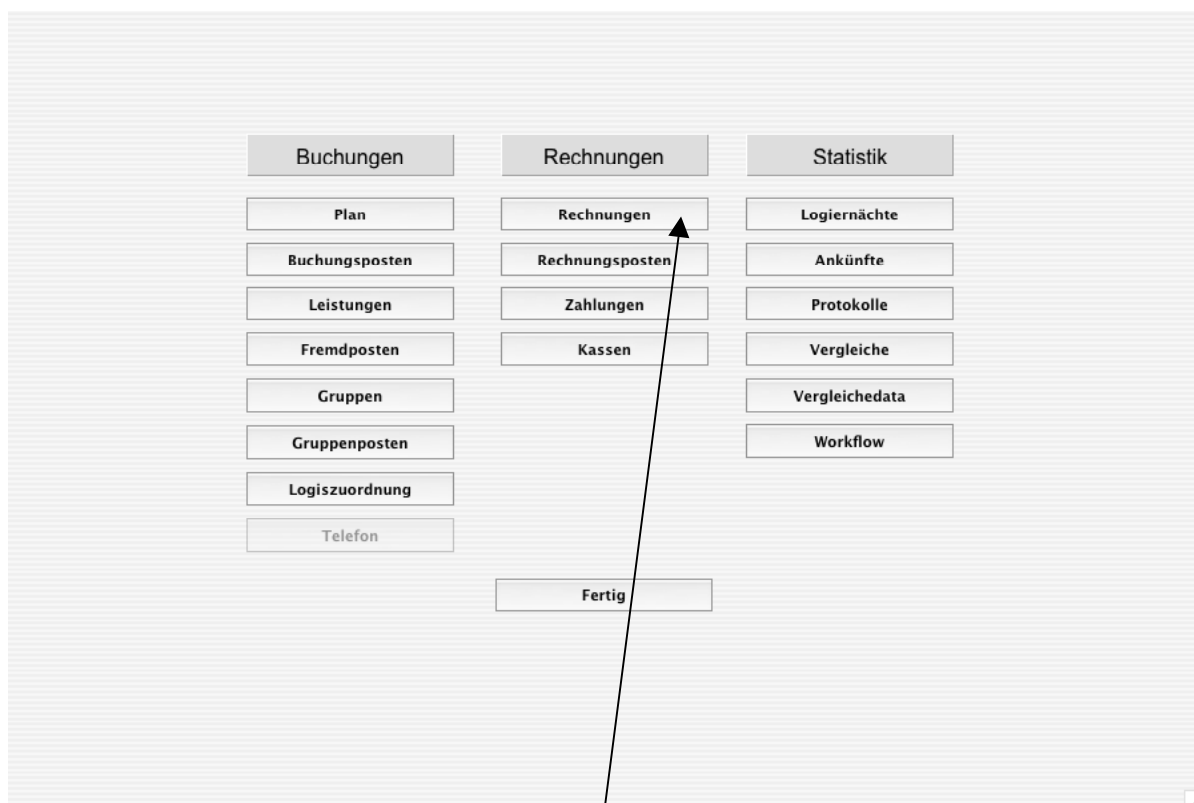 Buchungen
Plan
Buchungsposten
Leistungen
Fremdposten
Gruppen
Gruppenposten
Logiszuordnung
Telefon
Rechnungen
Rechnungen
Rechnungsposten
Zahlungen
Kassen
Statistik
Logiernächte
Ankünfte
Protokolle
Vergleiche
Vergleichedata
Workflow
Fertig